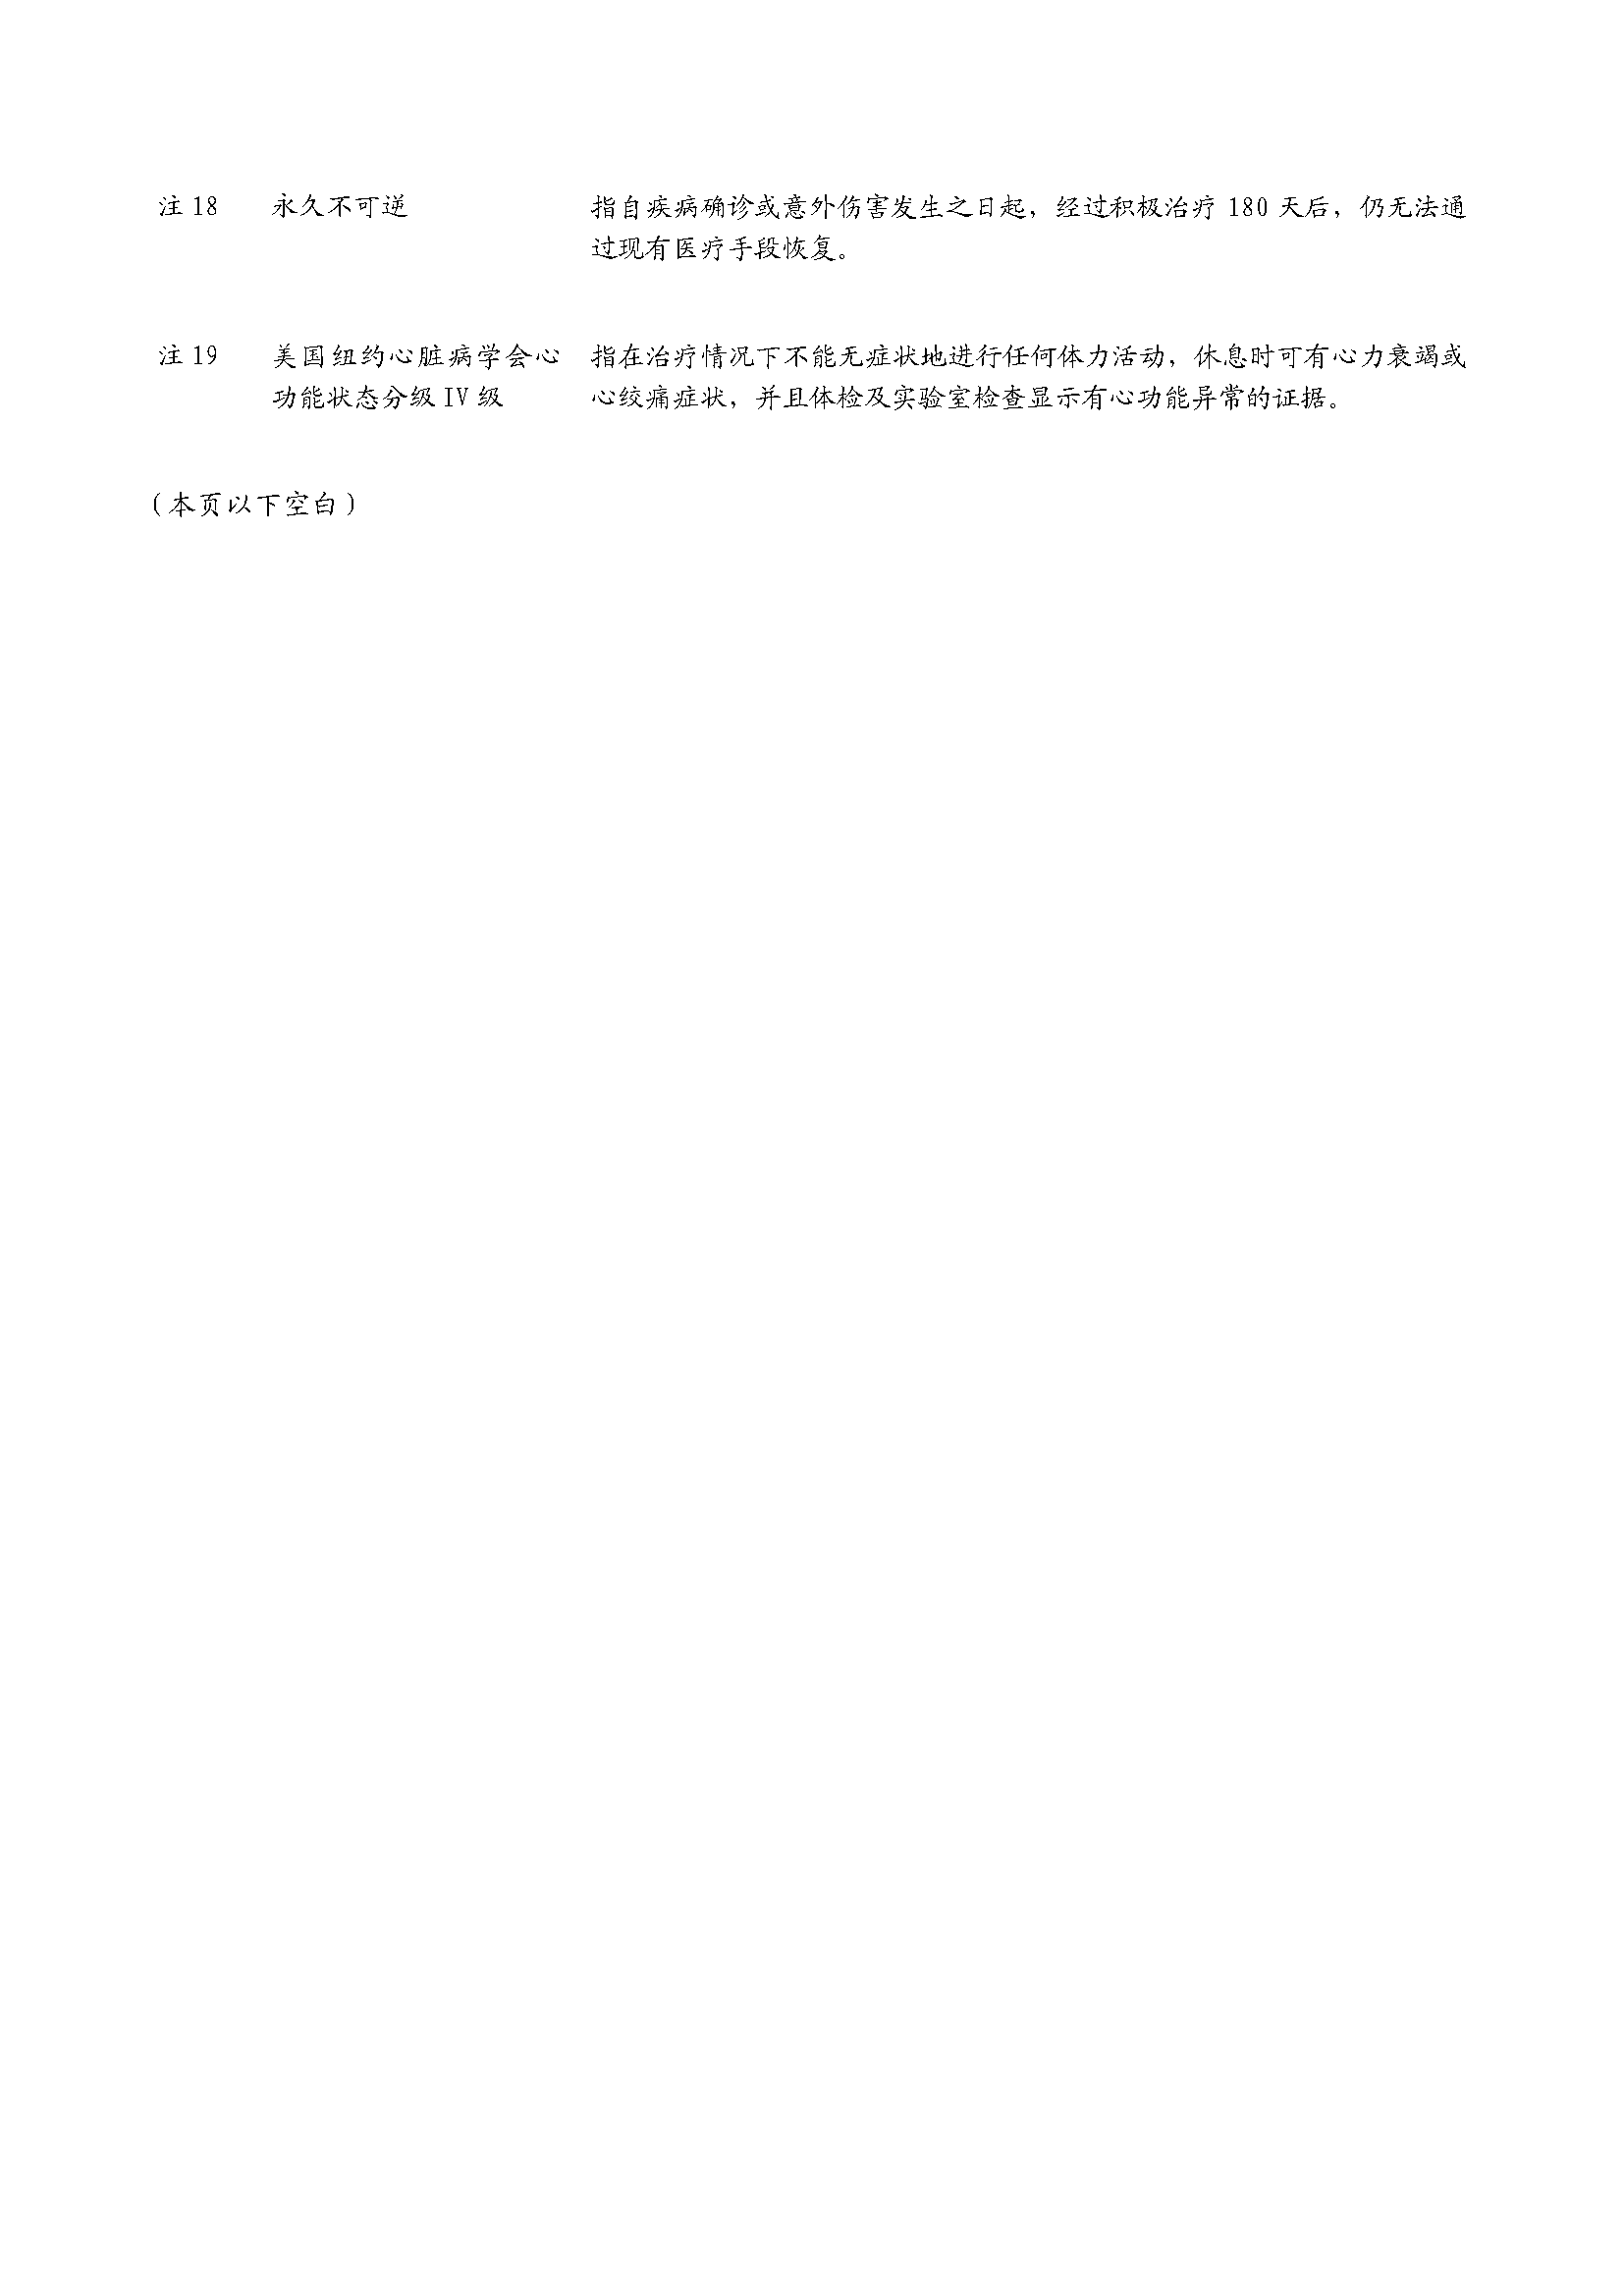 注 18 永久不可逆 指自疾病确诊或意外伤害发生之日起，经过积极治疗 180 天后，仍无法通
过现有医疗手段恢复。
注 19 美国纽约心脏病学会心 指在治疗情况下不能无症状地进行任何体力活动，休息时可有心力衰竭或
功能状态分级 IV 级 心绞痛症状，并且体检及实验室检查显示有心功能异常的证据。
（本页以下空白）